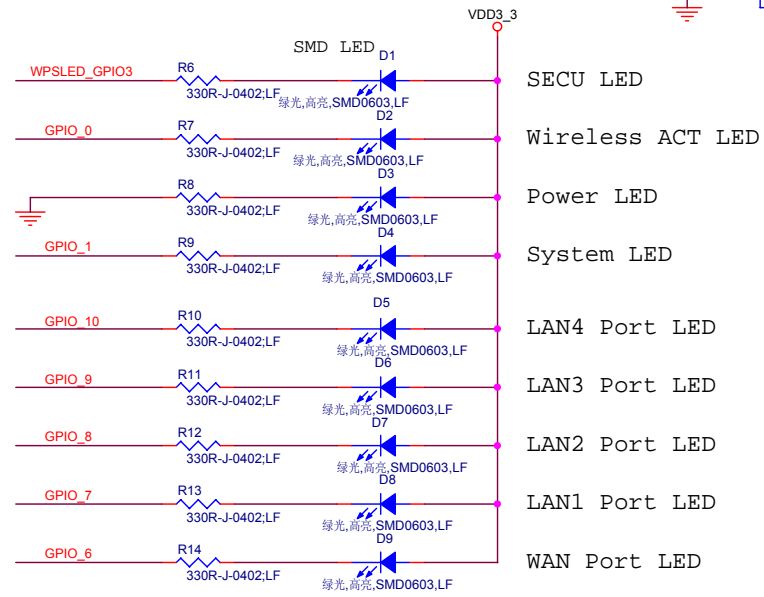 VDD3_3
SMD LED
D1
WPSLED_GPIO3
R6
330R-J-0402;LF
绿光,高亮,SMD0603,LF
SECU LED
D2
GPIO_0
R7
330R-J-0402;LF
绿光,高亮,SMD0603,LF
Wireless ACT LED
D3
R8
330R-J-0402;LF
绿光,高亮,SMD0603,LF
Power LED
D4
GPIO_1
R9
330R-J-0402;LF
绿光,高亮,SMD0603,LF
System LED
D5
GPIO_10
R10
330R-J-0402;LF
绿光,高亮,SMD0603,LF
LAN4 Port LED
D6
GPIO_9
R11
330R-J-0402;LF
绿光,高亮,SMD0603,LF
LAN3 Port LED
D7
GPIO_8
R12
330R-J-0402;LF
绿光,高亮,SMD0603,LF
LAN2 Port LED
D8
GPIO_7
R13
330R-J-0402;LF
绿光,高亮,SMD0603,LF
LAN1 Port LED
D9
GPIO_6
R14
330R-J-0402;LF
绿光,高亮,SMD0603,LF
WAN Port LED